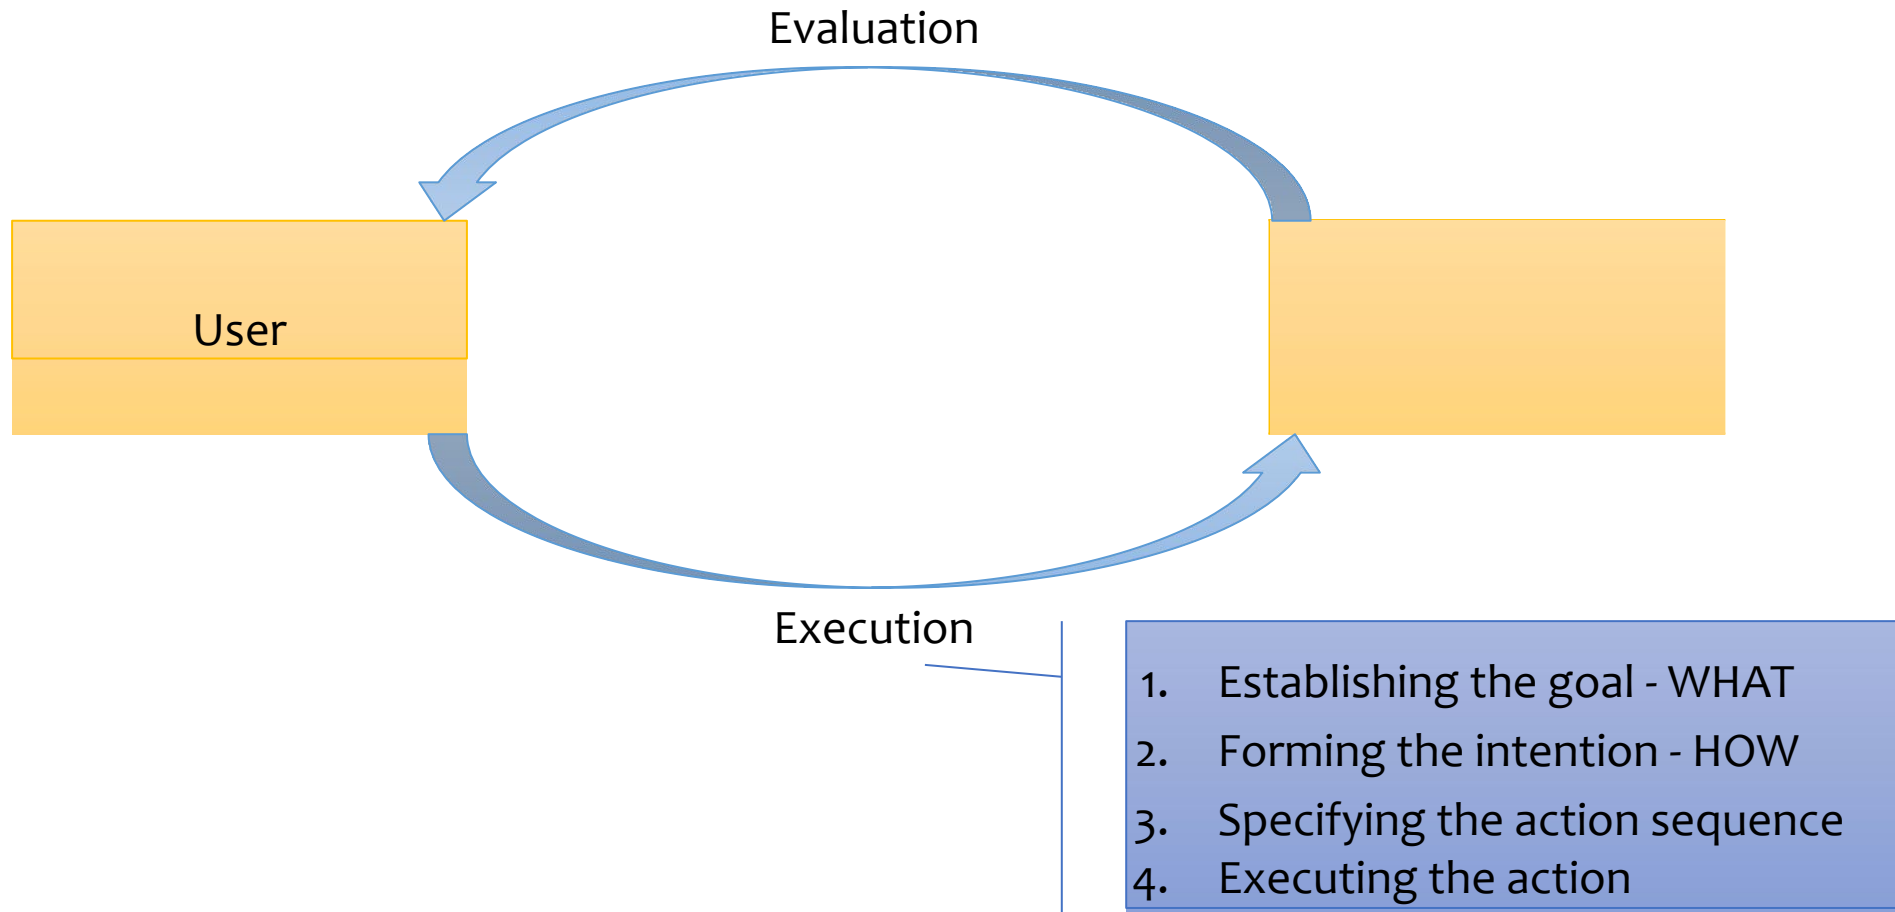 Evaluation
User
Execution
1. Establishing the goal - WHAT
2. Forming the intention - HOW
3. Specifying the action sequence
4. Executing the action